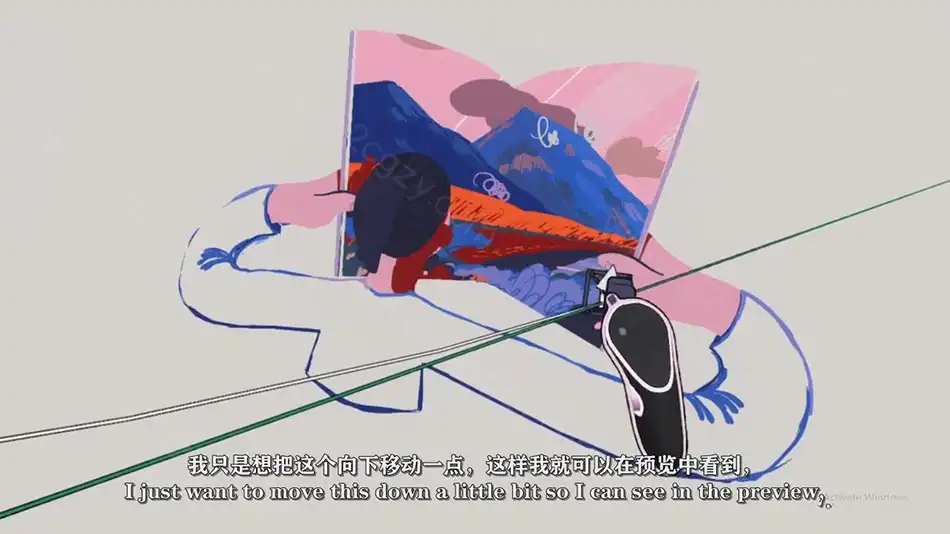 我只是想把这个向下移动一点，这样我就可以在预览中看到，
I just want to move this down a little bit so I can see in the preview,
Activate Windows